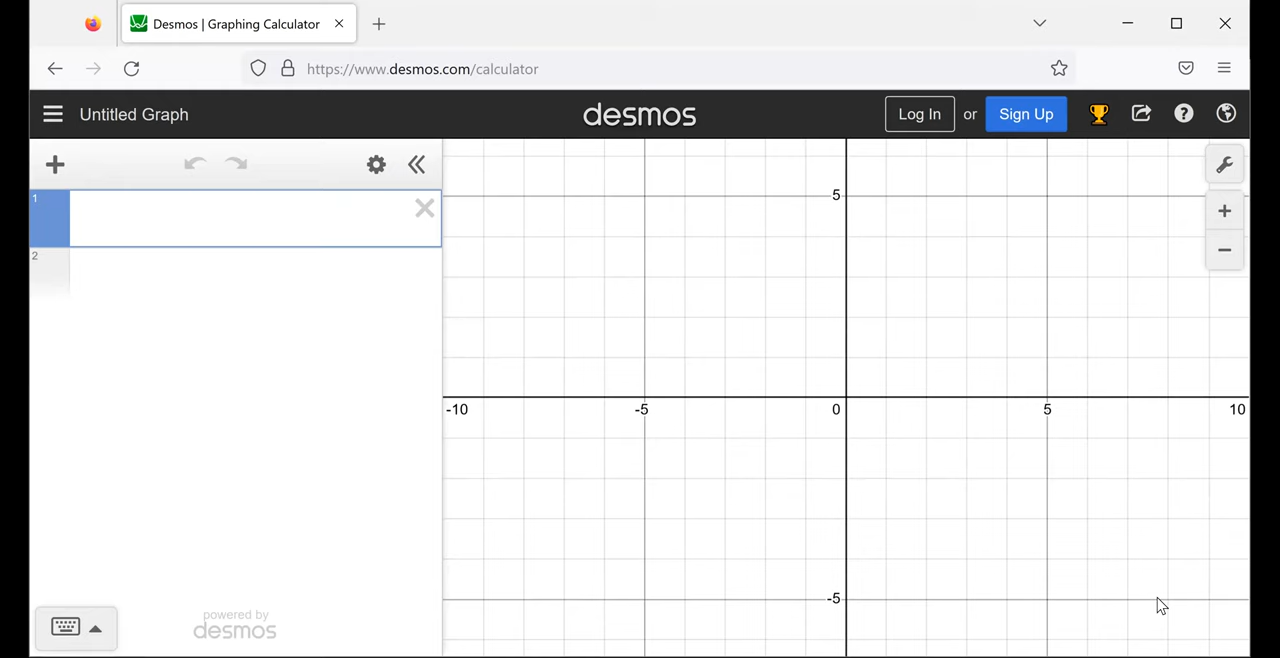 Desmos | Graphing Calculator
https://www.desmos.com/calculator
Untitled Graph
desmos
Log In or Sign Up
1
2
5
-10 -5 0 5 10
-5
powered by
desmos